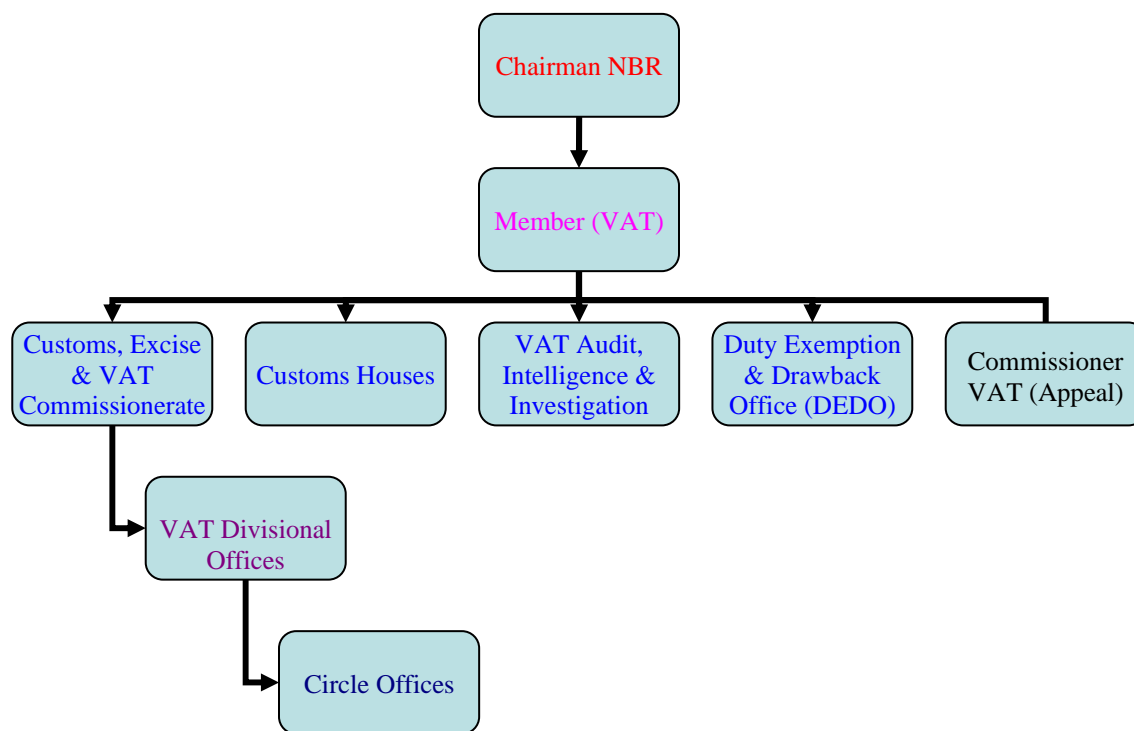 Chairman NBR
Member (VAT)
Customs, Excise
& VAT
Commissionerate
Customs Houses
VAT Audit,
Intelligence &
Investigation
Duty Exemption
& Drawback
Office (DEDO)
Commissioner
VAT (Appeal)
VAT Divisional
Offices
Circle Offices